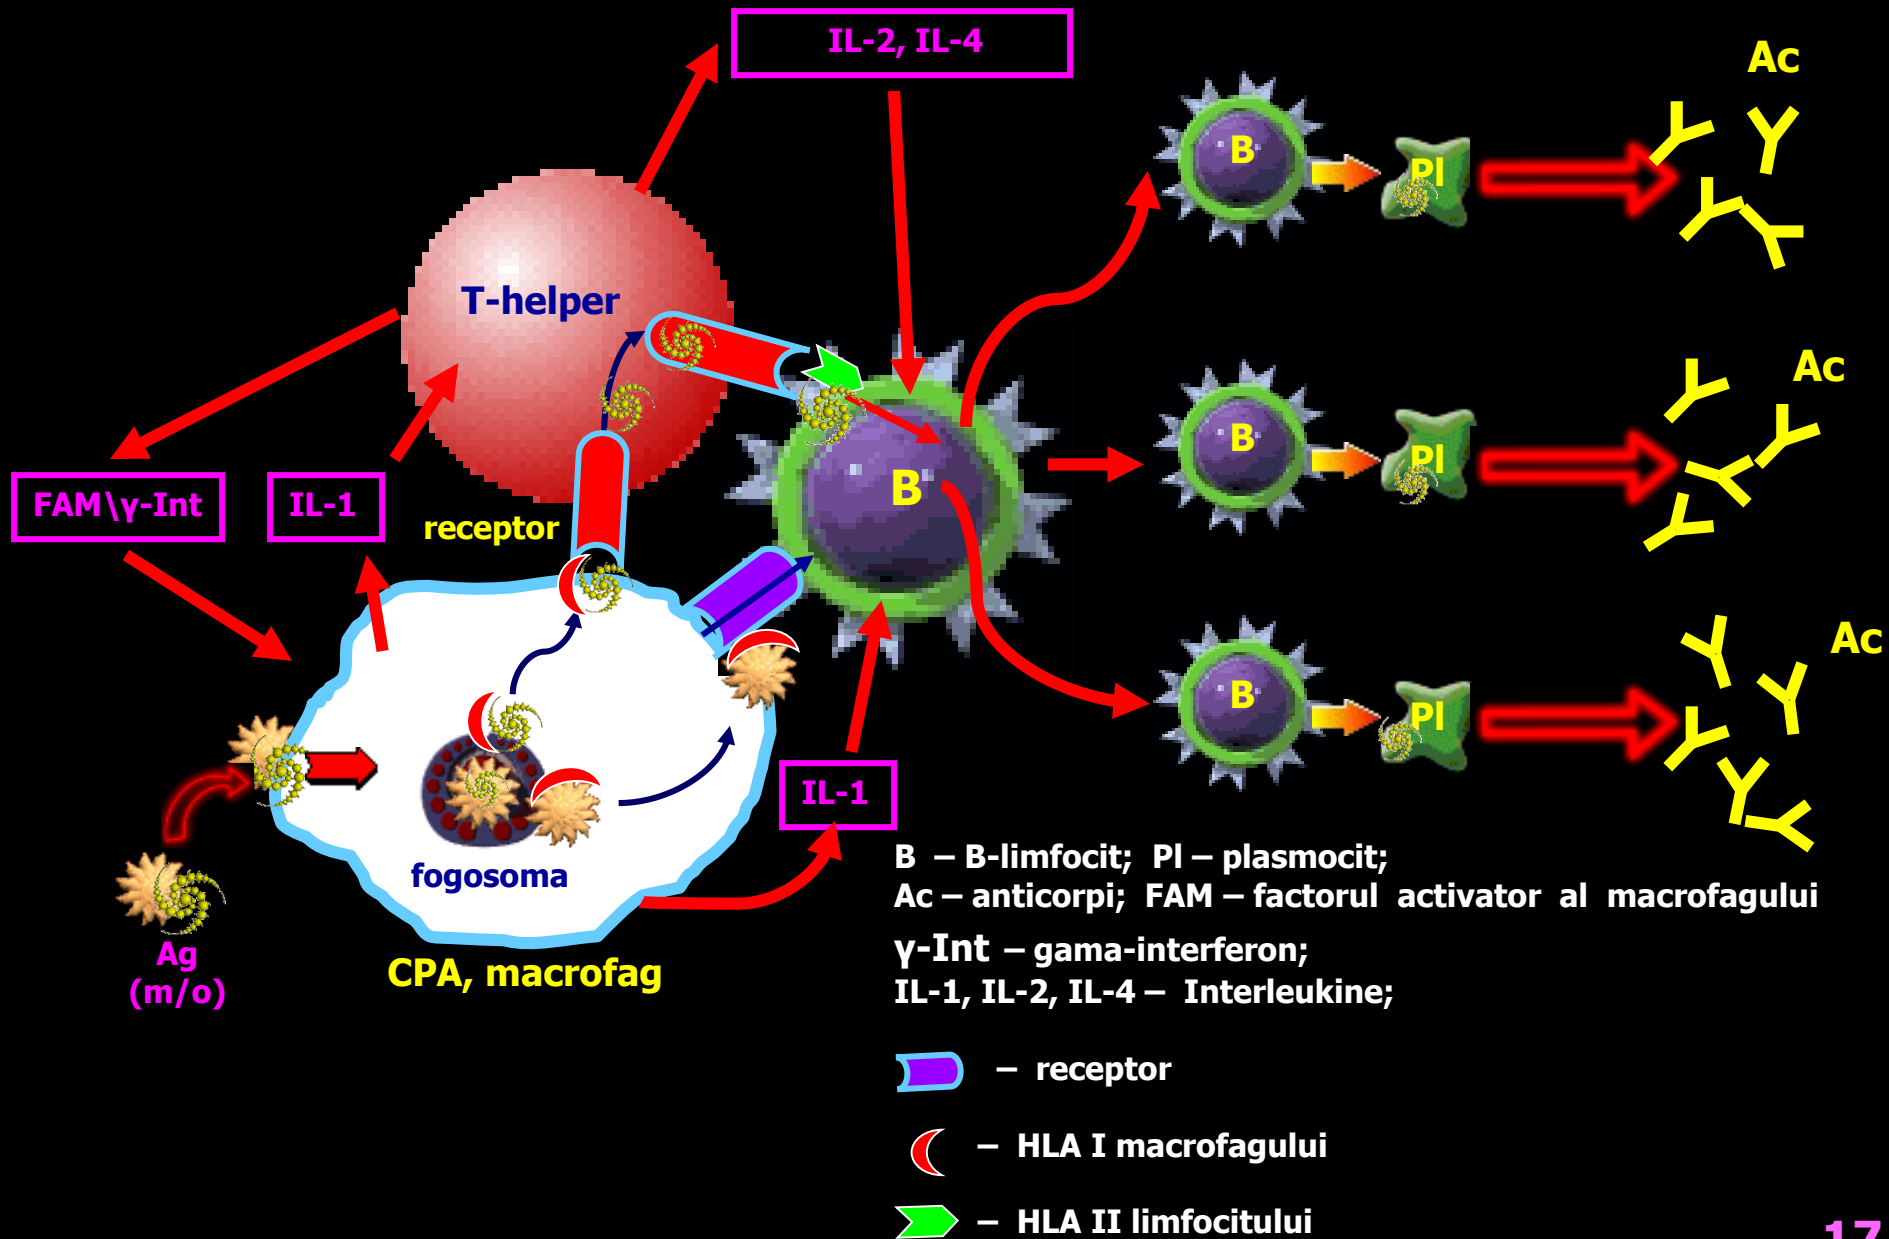 IL-2, IL-4
Ac
B
Pl
T-helper
Ac
B
Pl
B
FAM\γ-Int
IL-1
receptor
Ac
B
Pl
IL-1
fogosoma
Ag
(m/o)
CPA, macrofag
B – B-limfocit; Pl – plasmocit;
Ac – anticorpi; FAM – factorul activator al macrofagului
γ-Int – gama-interferon;
IL-1, IL-2, IL-4 – Interleukine;
– receptor
– HLA I macrofagului
– HLA II limfocitului
17